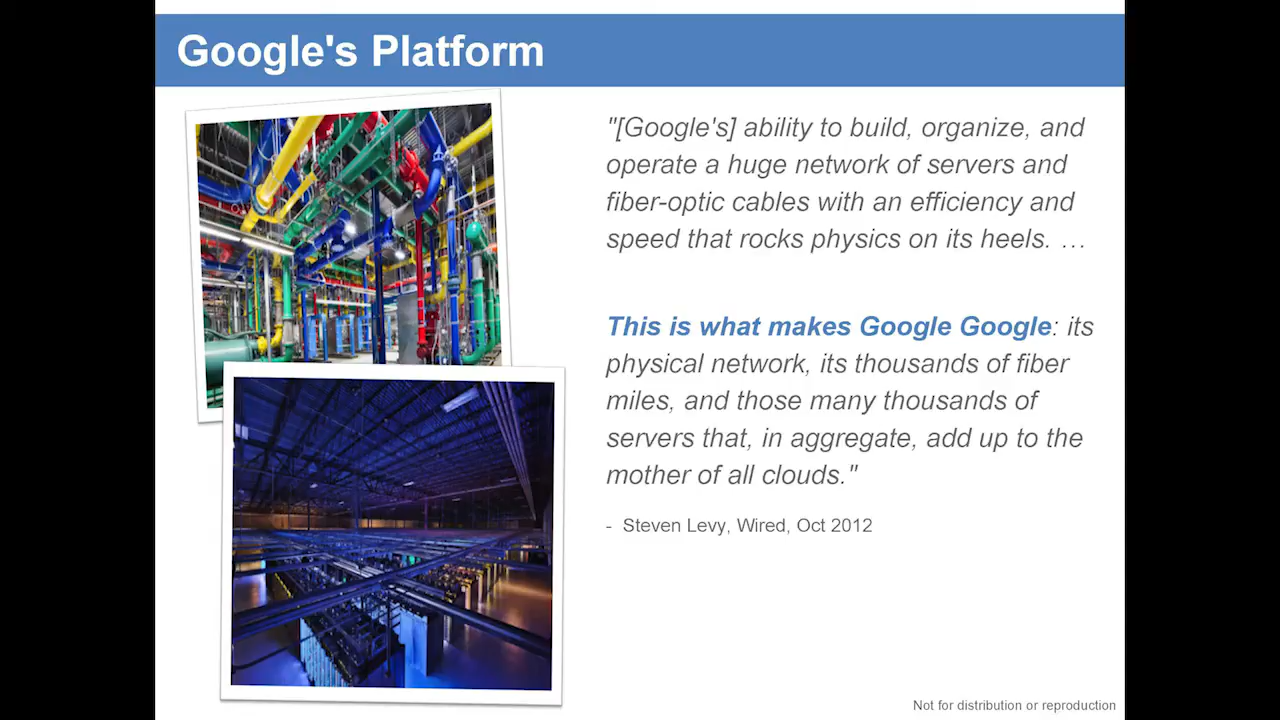 Google's Platform
"[Google's] ability to build, organize, and
operate a huge network of servers and
fiber-optic cables with an efficiency and
speed that rocks physics on its heels. …
This is what makes Google Google: its
physical network, its thousands of fiber
miles, and those many thousands of
servers that, in aggregate, add up to the
mother of all clouds."
- Steven Levy, Wired, Oct 2012
Not for distribution or reproduction